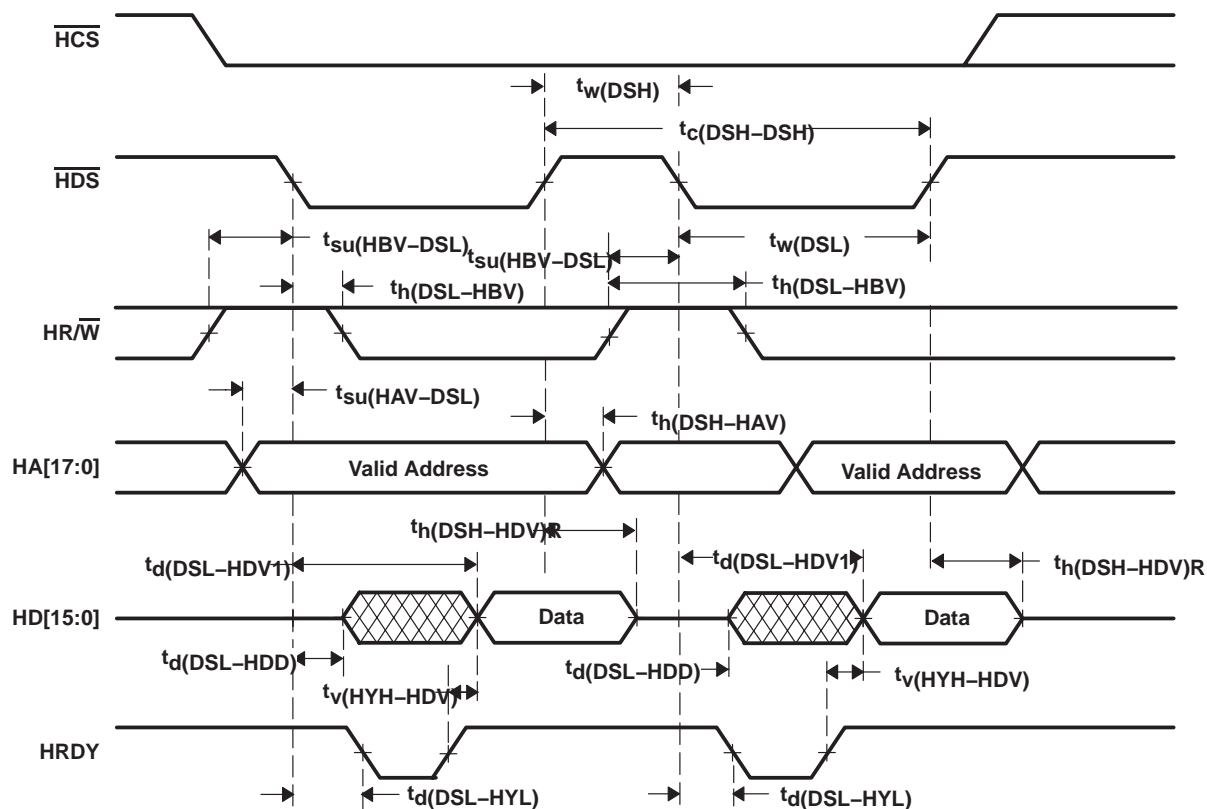 HCS
tw(DSH)
tc(DSH–DSH)
HDS
tsu(HBV–DSL)
tsu(HBV–DSL)
tw(DSL)
th(DSL–HBV)
th(DSL–HBV)
HR/W
tsu(HAV–DSL)
th(DSH–HAV)
HA[17:0]
Valid Address
Valid Address
th(DSH–HDV)R
td(DSL–HDV1)
td(DSL–HDV1)
th(DSH–HDV)R
HD[15:0]
Data
Data
td(DSL–HDD)
td(DSL–HDD)
tv(HYH–HDV)
tv(HYH–HDV)
HRDY
td(DSL–HYL)
td(DSL–HYL)